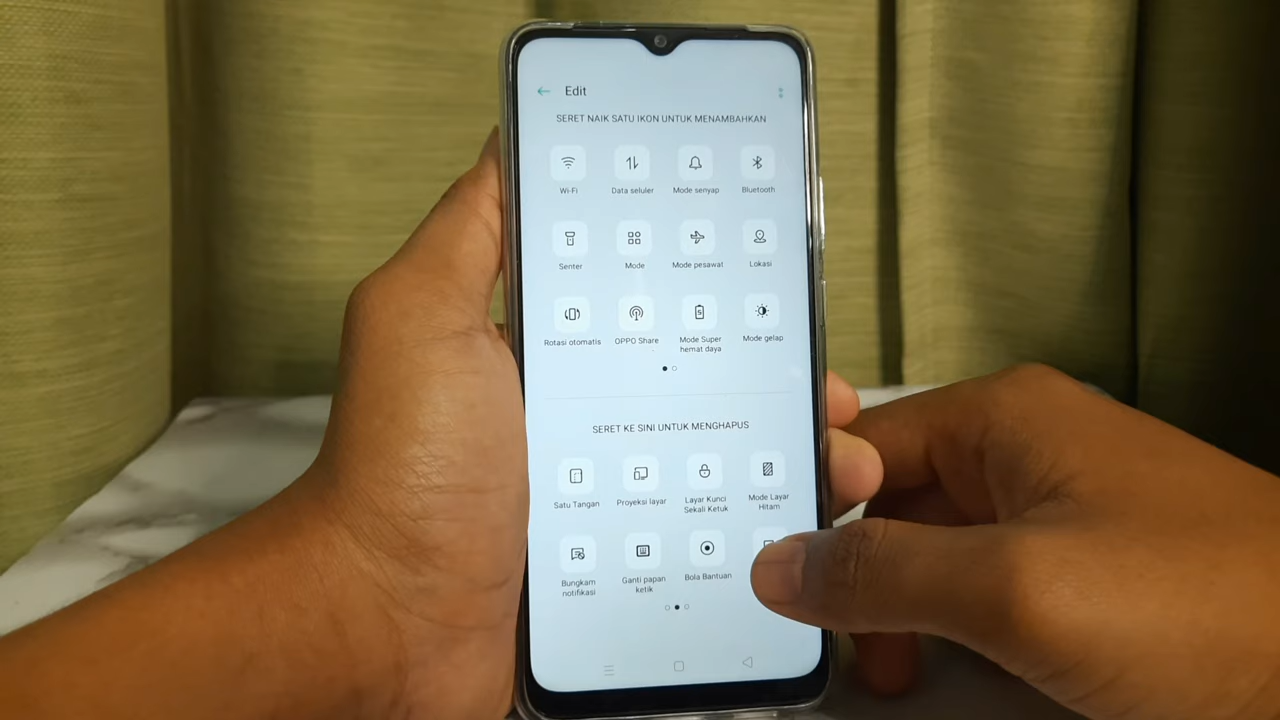 Edit
SERET NAIK SATU IKON UNTUK MENAMBAHKAN
Wi-Fi
Data seluler
Mode senyap
Bluetooth
Senter
Mode
Mode pesawat
Lokasi
Rotasi otomatis
OPPO Share
Mode Super
hemat daya
Mode gelap
SERET KE SINI UNTUK MENGHAPUS
Satu Tangan
Proyeksi layar
Layar Kunci
Sekali Ketuk
Mode Layar
Hitam
Bungkam
notifikasi
Ganti papan
ketik
Bola Bantuan